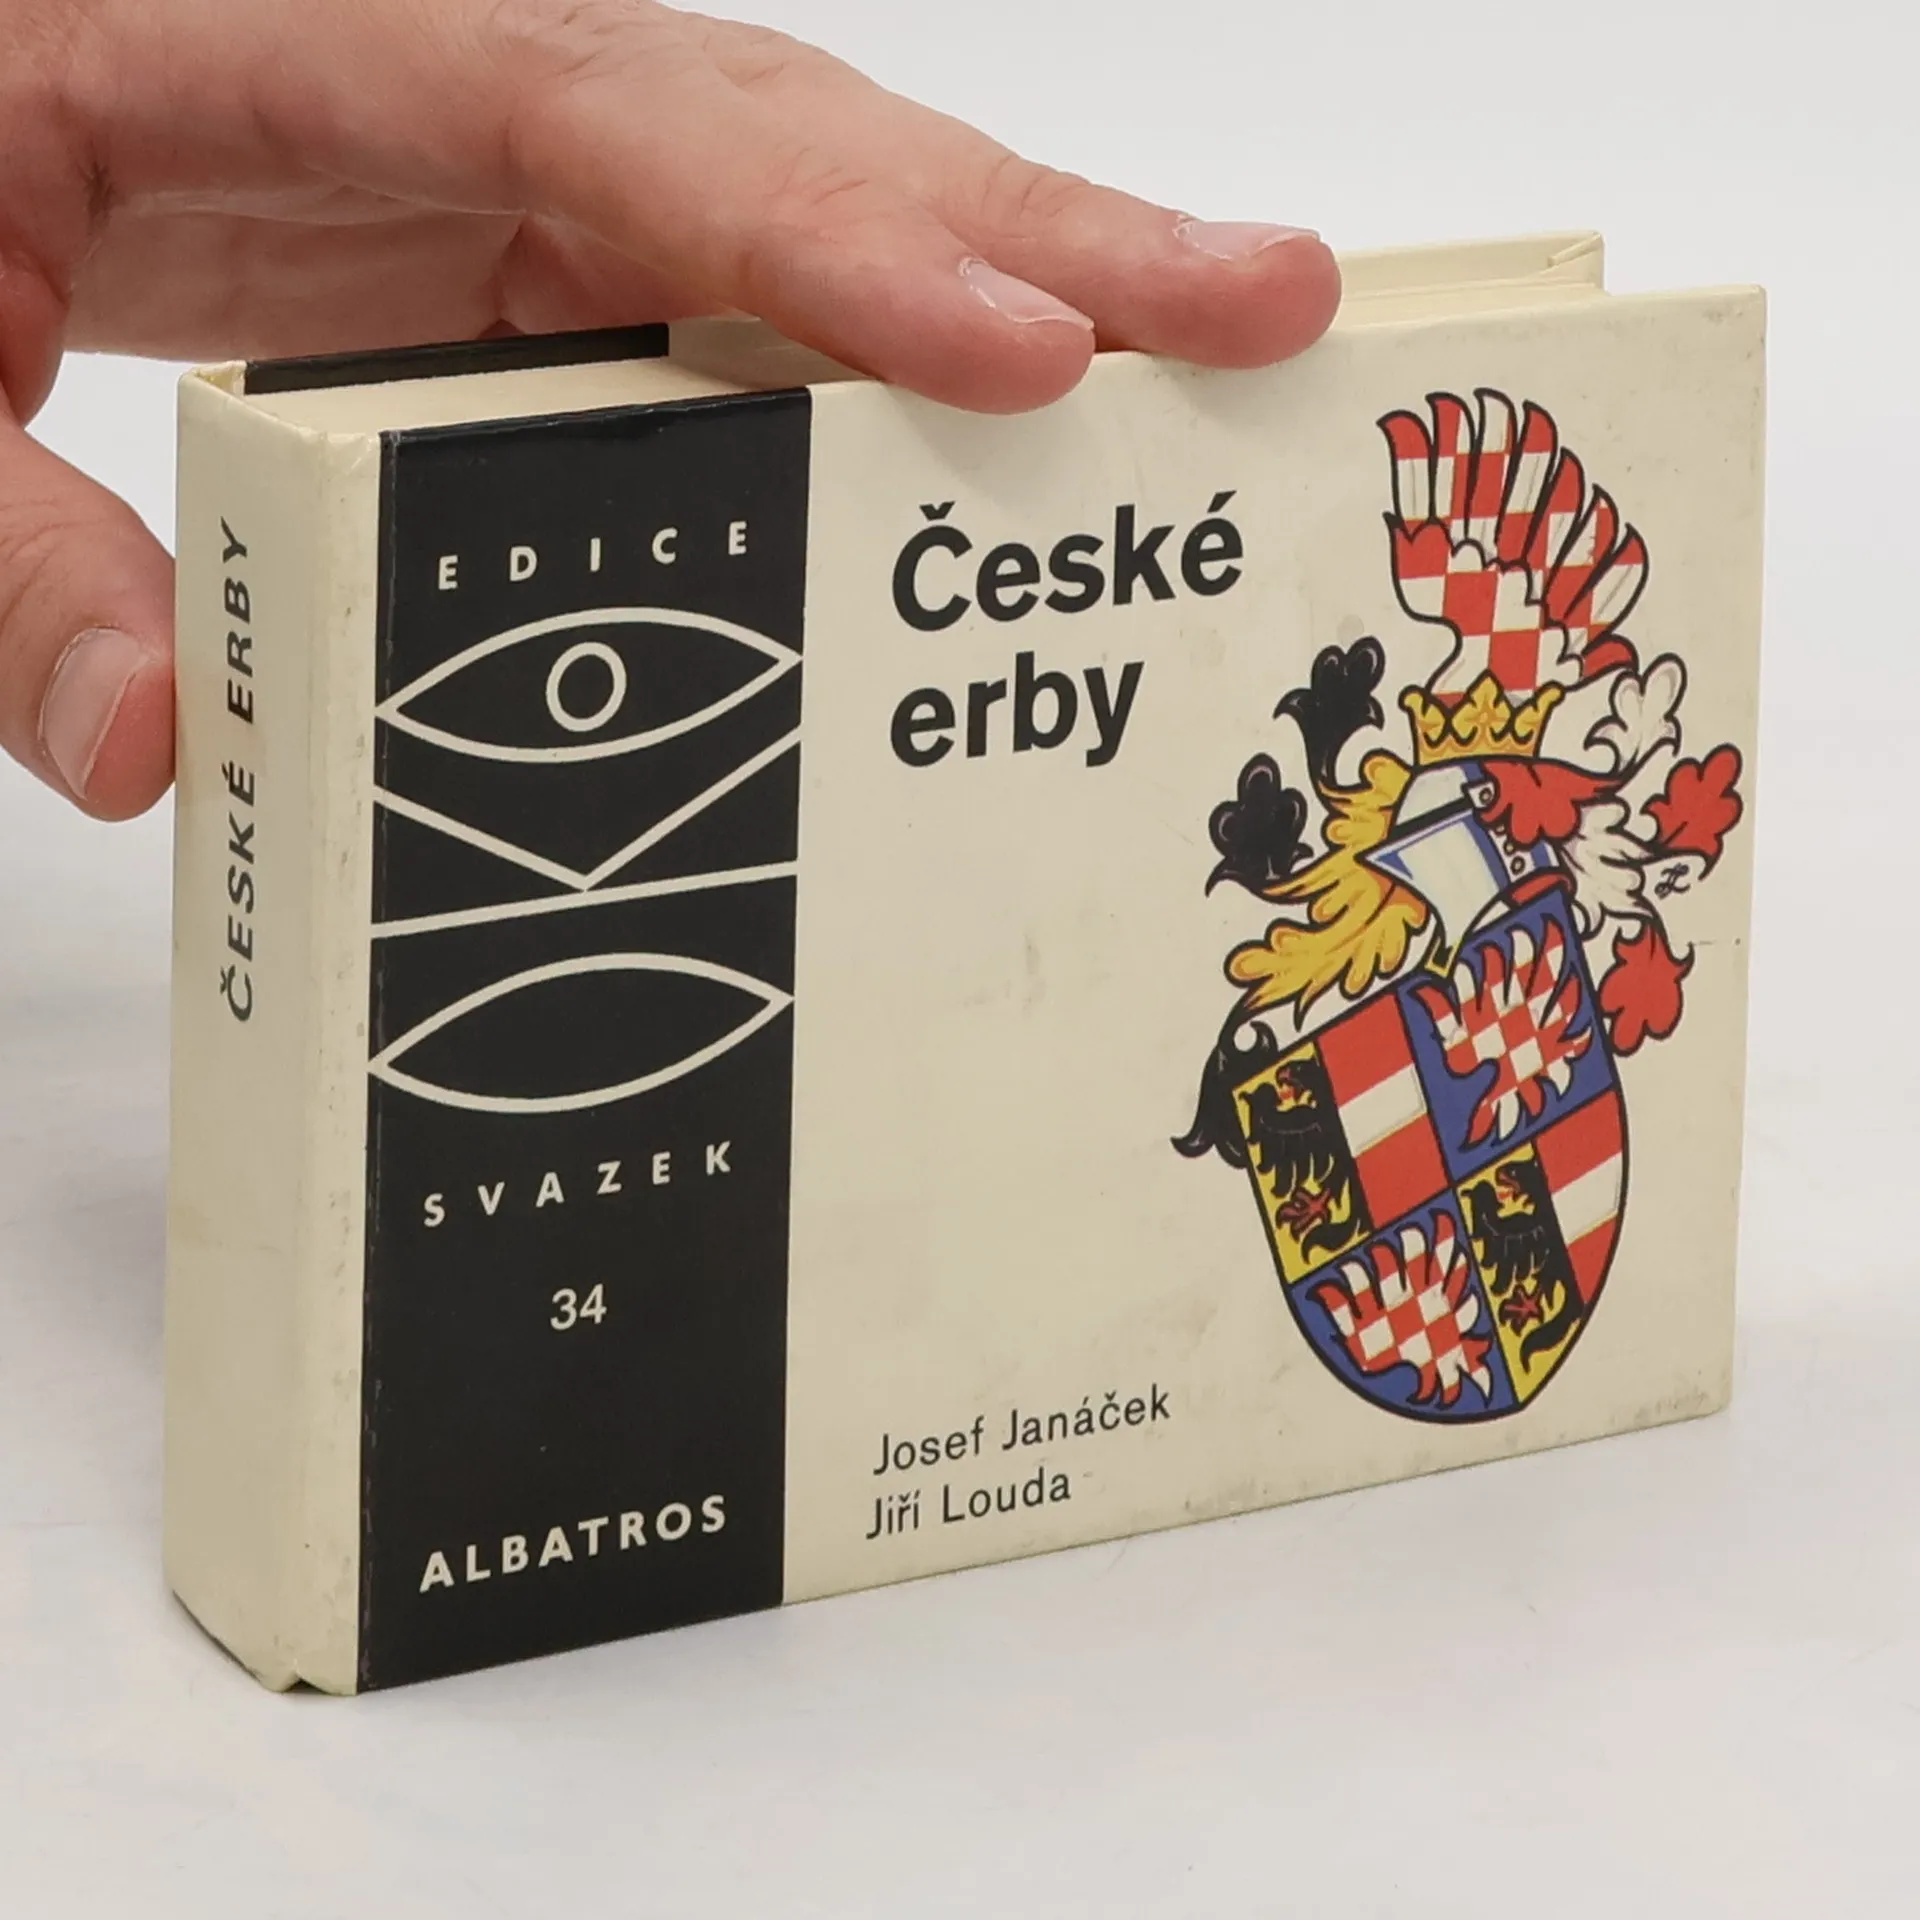 ČESKÉ ERBY
EDICE
SVAZEK
34
ALBATROS
České
erby
Josef Janáček
Jiří Louda